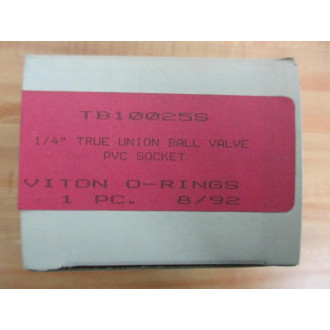 TB10025S
1/4" TRUE UNION BALL VALVE
PVC SOCKET
VITON O-RINGS
1 PC. 8/92